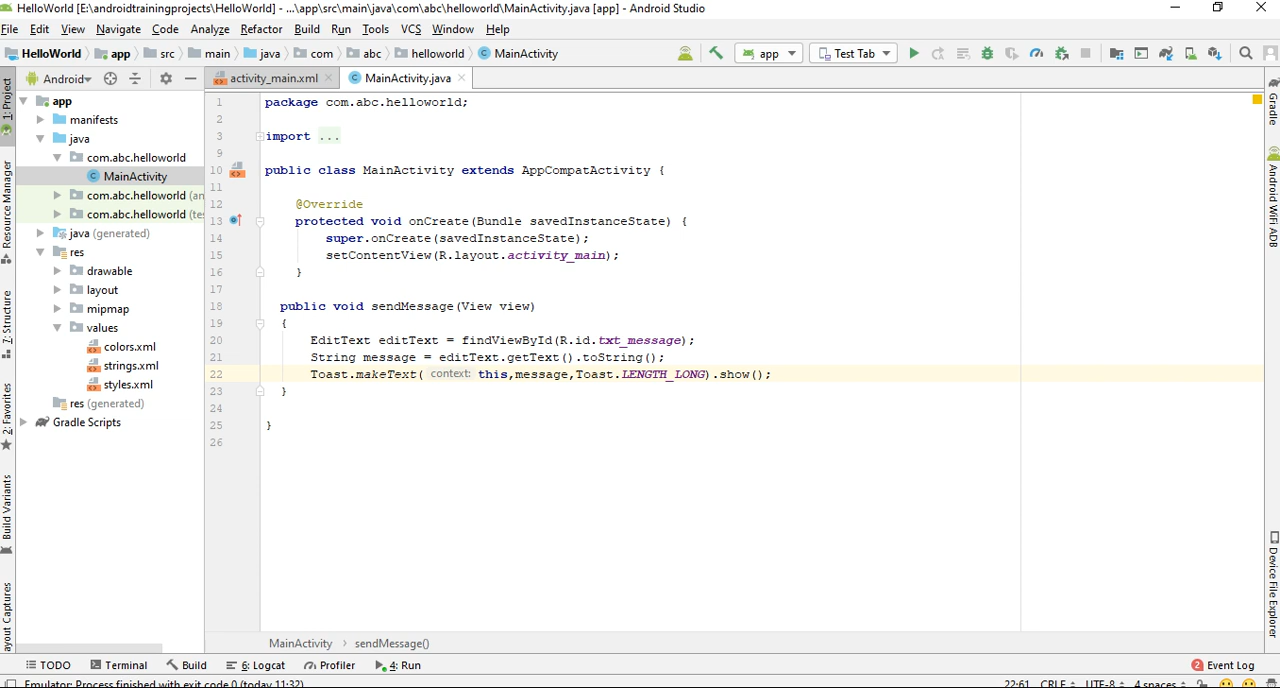 HelloWorld [E:\androidtrainingprojects\HelloWorld] - ...\app\src\main\java\com\abc\helloworld\MainActivity.java [app] - Android Studio
File Edit View Navigate Code Analyze Refactor Build Run Tools VCS Window Help
HelloWorld app src main java com abc helloworld MainActivity app Test Tab
1: Project
Resource Manager
7: Structure
2: Favorites
Build Variants
ayout Captures
Android
app
manifests
java
com.abc.helloworld
MainActivity
com.abc.helloworld (an
com.abc.helloworld (tes
java (generated)
res
drawable
layout
mipmap
values
colors.xml
strings.xml
styles.xml
res (generated)
Gradle Scripts
activity_main.xml MainActivity.java
1 package com.abc.helloworld;
2
3 import ...
9
10 public class MainActivity extends AppCompatActivity {
11
12 @Override
13 protected void onCreate(Bundle savedInstanceState) {
14 super.onCreate(savedInstanceState);
15 setContentView(R.layout.activity_main);
16 }
17
18 public void sendMessage(View view)
19 {
20 EditText editText = findViewById(R.id.txt_message);
21 String message = editText.getText().toString();
22 Toast.makeText( context: this,message,Toast.LENGTH_LONG).show();
23 }
24
25 }
26
MainActivity sendMessage()
Gradle
Android WiFi ADB
Device File Explorer
TODO Terminal Build 6: Logcat Profiler 4: Run 2 Event Log
Emulator: Process finished with exit code 0 (today 11:32) 22:61 CRLF UTF-8 4 spaces